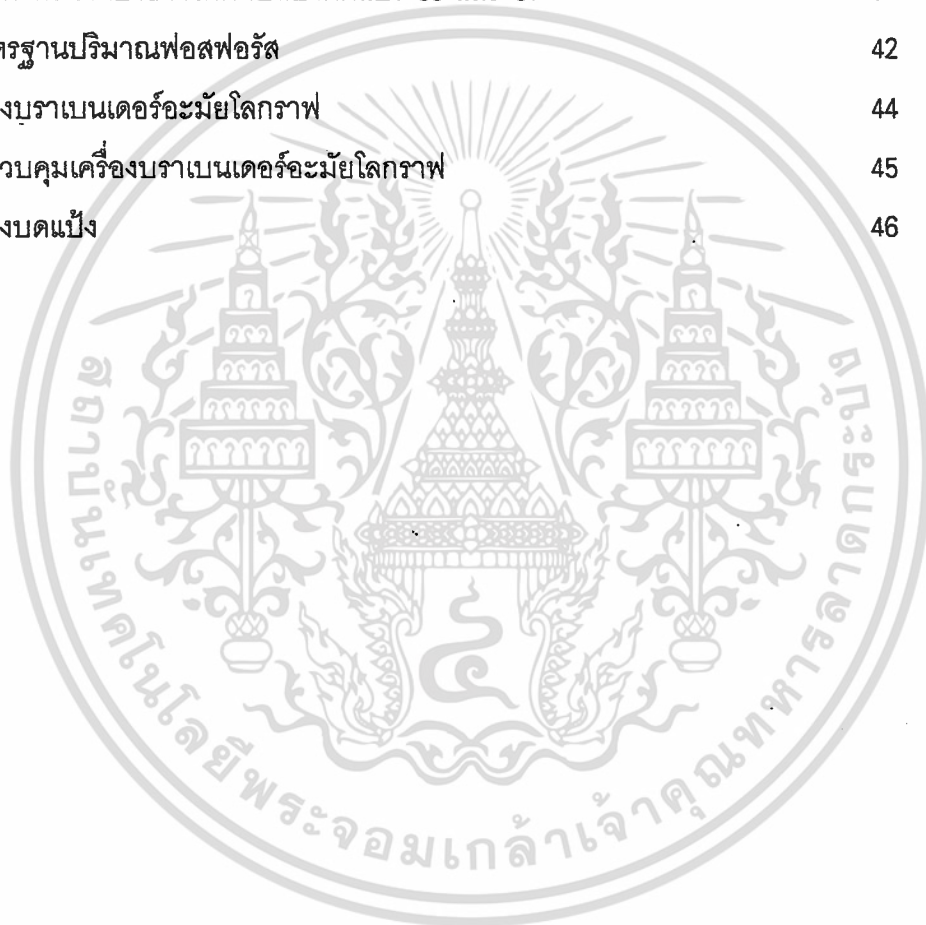 ตรฐานปริมาณฟอสฟอรัส 42
งบราเบนเดอร์อะมัยโลกราฟ 44
วบคุมเครื่องบราเบนเดอร์อะมัยโลกราฟ 45
งบดแป้ง 46
สถาบันเทคโนโลยีพระจอมเกล้าเจ้าคุณทหารลาดกระบัง